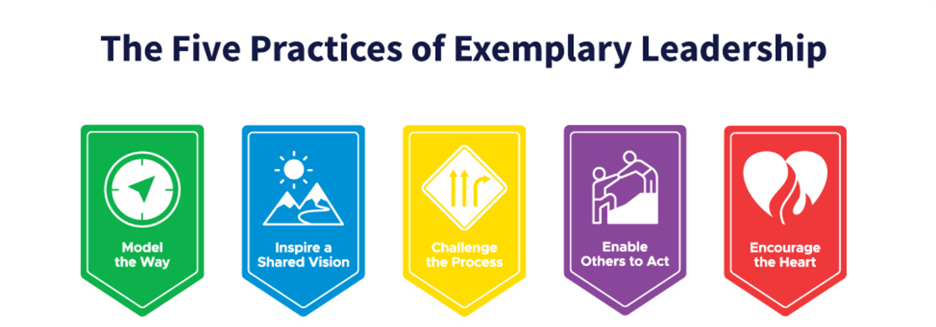 The Five Practices of Exemplary Leadership
Model
the Way
Inspire a
Shared Vision
Challenge
the Process
Enable
Others to Act
Encourage
the Heart